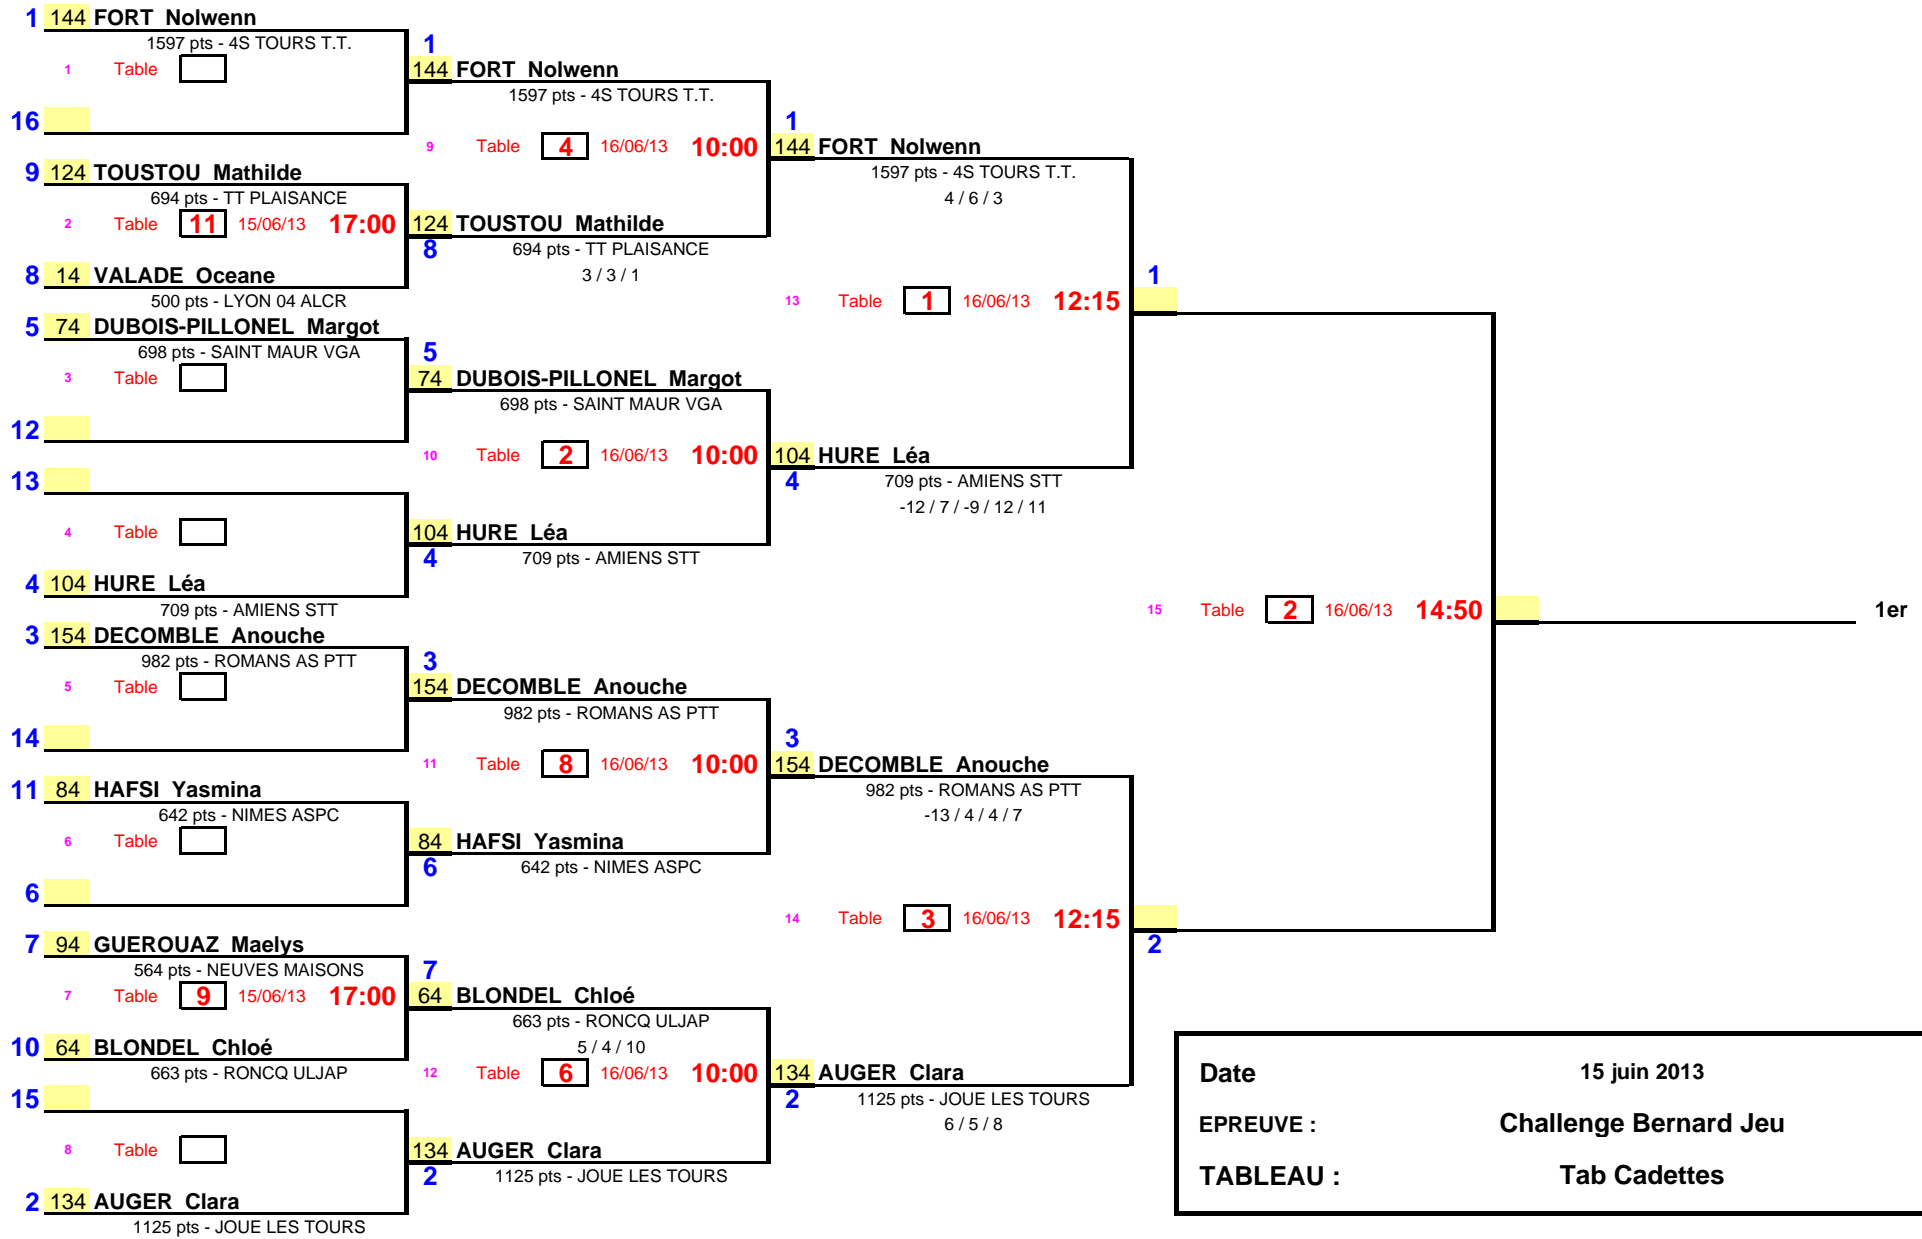 1 144 FORT Nolwenn
1597 pts - 4S TOURS T.T.
1 Table
16
9 124 TOUSTOU Mathilde
694 pts - TT PLAISANCE
2 Table 11 15/06/13 17:00
8 14 VALADE Oceane
500 pts - LYON 04 ALCR
5 74 DUBOIS-PILLONEL Margot
698 pts - SAINT MAUR VGA
3 Table
12
13
4 Table
4 104 HURE Léa
709 pts - AMIENS STT
3 154 DECOMBLE Anouche
982 pts - ROMANS AS PTT
5 Table
14
11 84 HAFSI Yasmina
642 pts - NIMES ASPC
6 Table
6
7 94 GUEROUAZ Maelys
564 pts - NEUVES MAISONS
7 Table 9 15/06/13 17:00
10 64 BLONDEL Chloé
663 pts - RONCQ ULJAP
15
8 Table
2 134 AUGER Clara
1125 pts - JOUE LES TOURS
1
144 FORT Nolwenn
1597 pts - 4S TOURS T.T.
9 Table 4 16/06/13 10:00
124 TOUSTOU Mathilde
8
694 pts - TT PLAISANCE
3 / 3 / 1
5
74 DUBOIS-PILLONEL Margot
698 pts - SAINT MAUR VGA
10 Table 2 16/06/13 10:00
104 HURE Léa
4
709 pts - AMIENS STT
3
154 DECOMBLE Anouche
982 pts - ROMANS AS PTT
11 Table 8 16/06/13 10:00
84 HAFSI Yasmina
6
642 pts - NIMES ASPC
7
64 BLONDEL Chloé
663 pts - RONCQ ULJAP
5 / 4 / 10
12 Table 6 16/06/13 10:00
134 AUGER Clara
2
1125 pts - JOUE LES TOURS
1
144 FORT Nolwenn
1597 pts - 4S TOURS T.T.
4 / 6 / 3
13 Table 1 16/06/13 12:15
104 HURE Léa
4
709 pts - AMIENS STT
-12 / 7 / -9 / 12 / 11
3
154 DECOMBLE Anouche
982 pts - ROMANS AS PTT
-13 / 4 / 4 / 7
14 Table 3 16/06/13 12:15
134 AUGER Clara
2
1125 pts - JOUE LES TOURS
6 / 5 / 8
1
15 Table 2 16/06/13 14:50
2
1er
Date 15 juin 2013
EPREUVE : Challenge Bernard Jeu
TABLEAU : Tab Cadettes